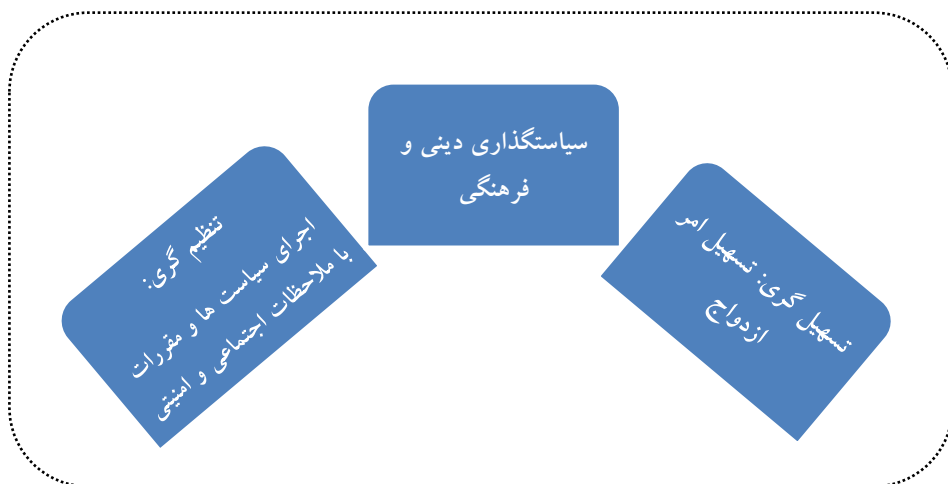 سیاستگذاری دینی و
فرهنگی
تسهیل گری: تسهیل امر
ازدواج
تنظیم گری:
اجرای سیاست ها و مقررات
با ملاحظات اجتماعی و امنیتی